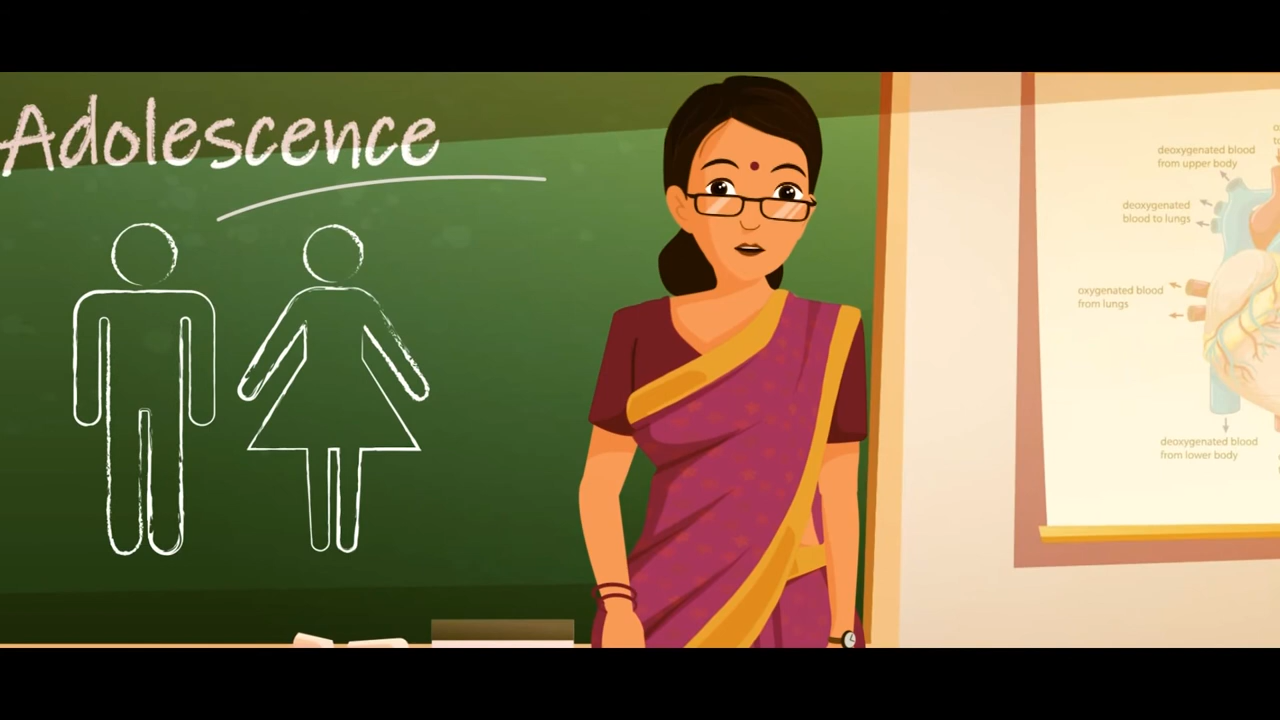 Adolescence
deoxygenated blood
from upper body
deoxygenated
blood to lungs
oxygenated blood
from lungs
deoxygenated blood
from lower body